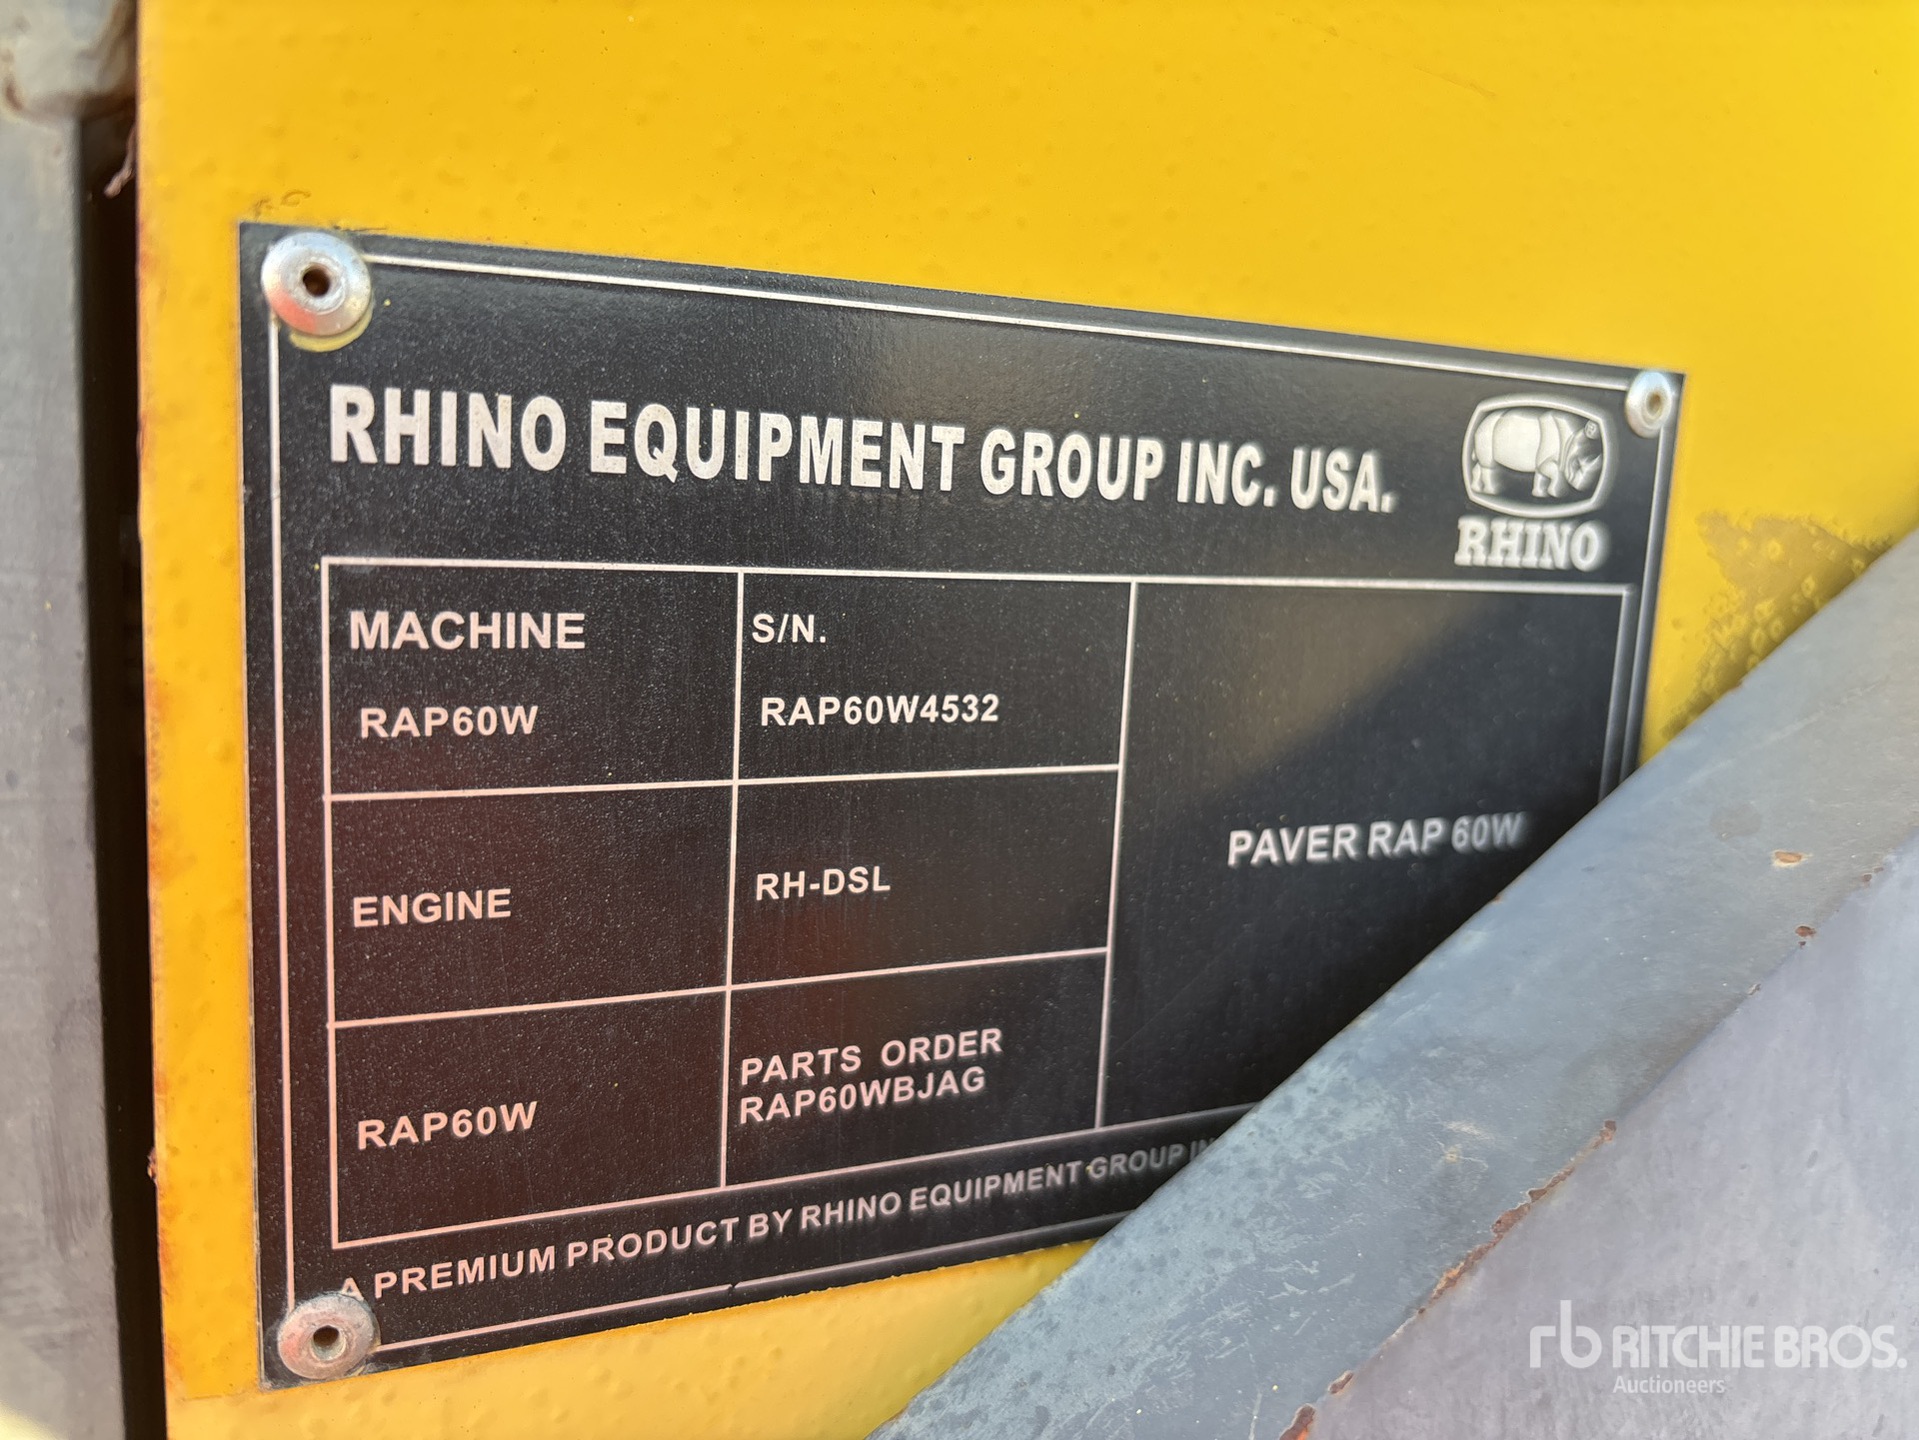 RHINO EQUIPMENT GROUP INC. USA.
®
RHINO
MACHINE
RAP60W
S/N.
RAP60W4532
ENGINE
RH-DSL
PAVER RAP 60W
RAP60W
PARTS ORDER
RAP60WBJAG
A PREMIUM PRODUCT BY RHINO EQUIPMENT GROUP
rb RITCHIE BROS.
Auctioneers